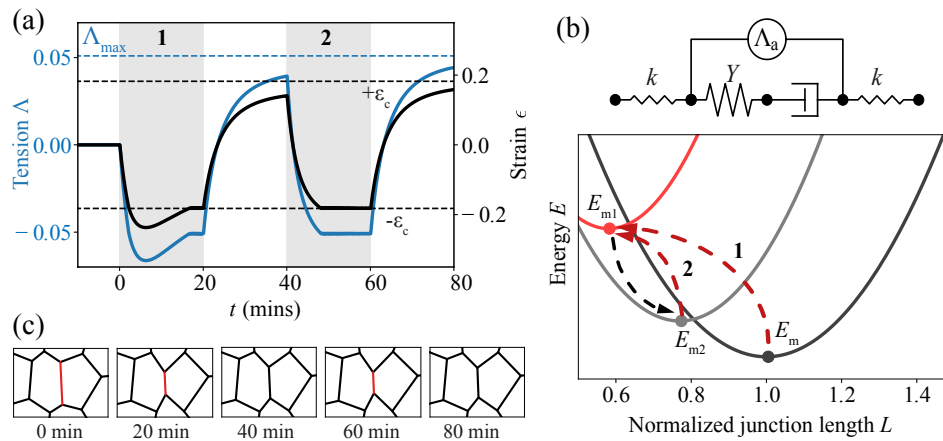 (a)
Λmax
1
2
0.05
0.00
−0.05
Tension Λ
+εc
-εc
0.2
0.0
−0.2
Strain ϵ
0
20
40
60
80
t (mins)
(b)
Λa
k
Y
k
Em1
1
2
Em2
Em
Energy E
0.6
0.8
1.0
1.2
1.4
Normalized junction length L
(c)
0 min
20 min
40 min
60 min
80 min